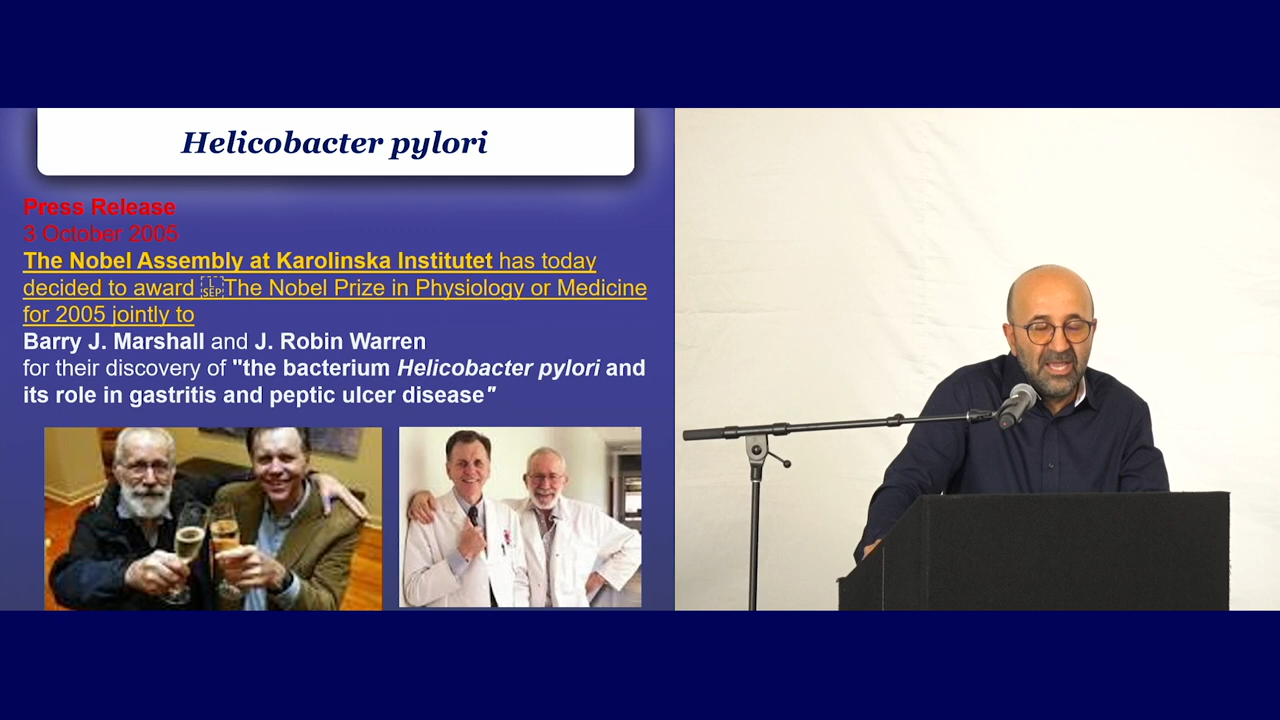 Helicobacter pylori
Press Release
3 October 2005
The Nobel Assembly at Karolinska Institutet has today
decided to award L SEP The Nobel Prize in Physiology or Medicine
for 2005 jointly to
Barry J. Marshall and J. Robin Warren
for their discovery of "the bacterium Helicobacter pylori and
its role in gastritis and peptic ulcer disease"